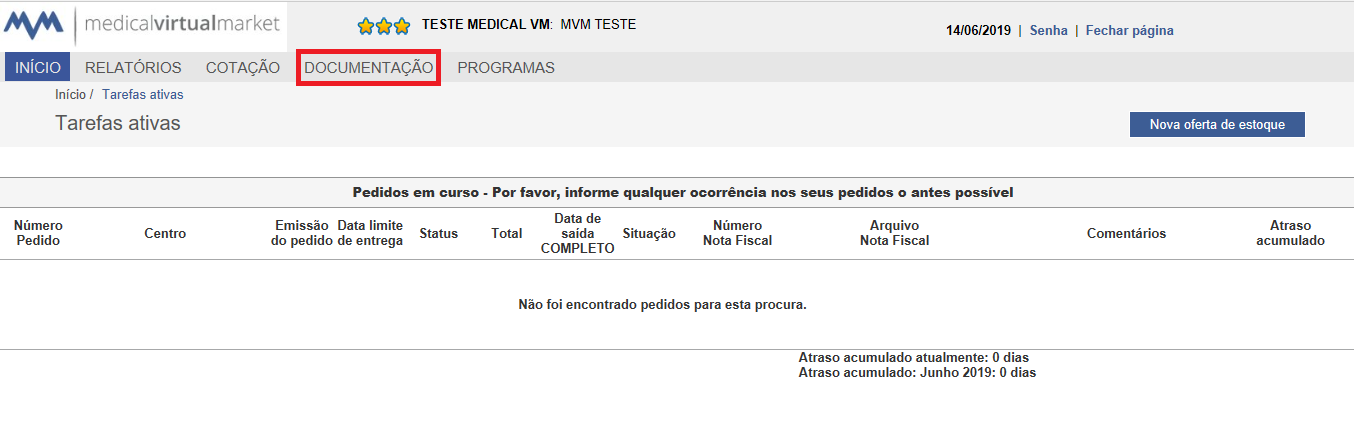 MVM medicalvirtualmarket
TESTE MEDICAL VM: MVM TESTE
14/06/2019 | Senha | Fechar página
INÍCIO RELATÓRIOS COTAÇÃO DOCUMENTAÇÃO PROGRAMAS
Início / Tarefas ativas
Tarefas ativas
Nova oferta de estoque
Pedidos em curso - Por favor, informe qualquer ocorrência nos seus pedidos o antes possível
Número Pedido
Centro
Emissão do pedido
Data limite de entrega
Status
Total
Data de saída COMPLETO
Situação
Número Nota Fiscal
Arquivo Nota Fiscal
Comentários
Atraso acumulado
Não foi encontrado pedidos para esta procura.
Atraso acumulado atualmente: 0 dias
Atraso acumulado: Junho 2019: 0 dias